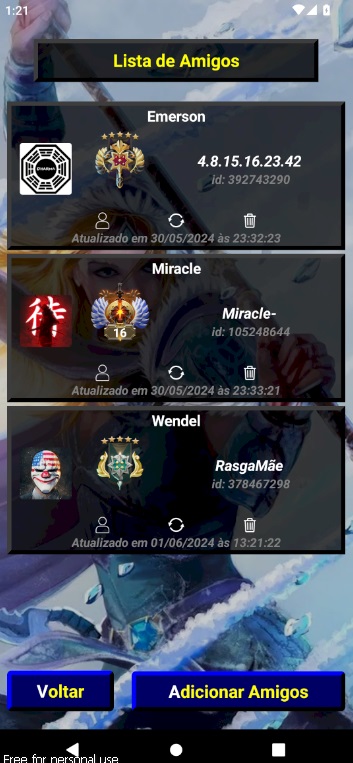 1:21
Lista de Amigos
Emerson
DHARMA
4.8.15.16.23.42
id: 392743290
Atualizado em 30/05/2024 às 23:32:23
Miracle
16
Miracle-
id: 105248644
Atualizado em 30/05/2024 às 23:33:21
Wendel
RasgaMãe
id: 378467298
Atualizado em 01/06/2024 às 13:21:22
Voltar
Adicionar Amigos
Free for personal use